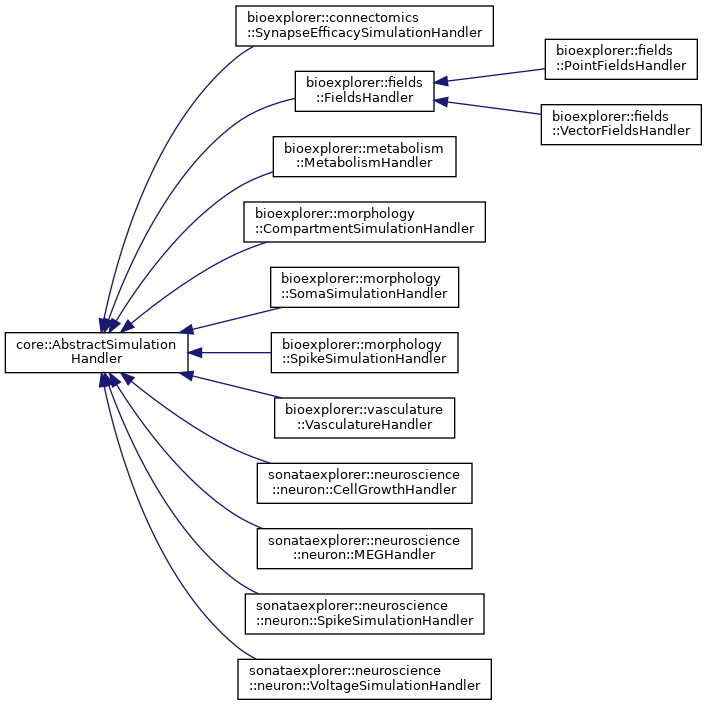 bioexplorer::connectomics
::SynapseEfficacySimulationHandler
bioexplorer::fields
::FieldsHandler
bioexplorer::fields
::PointFieldsHandler
bioexplorer::fields
::VectorFieldsHandler
bioexplorer::metabolism
::MetabolismHandler
bioexplorer::morphology
::CompartmentSimulationHandler
bioexplorer::morphology
::SomaSimulationHandler
core::AbstractSimulation
Handler
bioexplorer::morphology
::SpikeSimulationHandler
bioexplorer::vasculature
::VasculatureHandler
sonataexplorer::neuroscience
::neuron::CellGrowthHandler
sonataexplorer::neuroscience
::neuron::MEGHandler
sonataexplorer::neuroscience
::neuron::SpikeSimulationHandler
sonataexplorer::neuroscience
::neuron::VoltageSimulationHandler